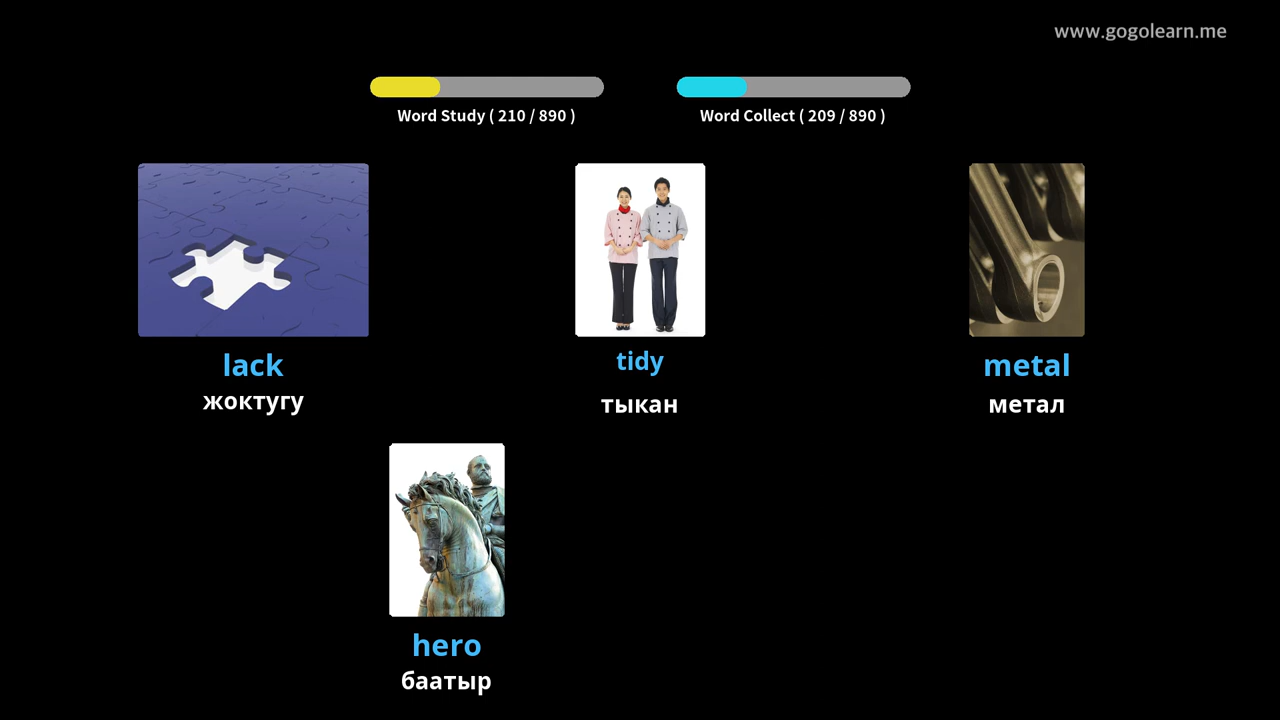 www.gogolearn.me
Word Study ( 210 / 890 )
Word Collect ( 209 / 890 )
lack
жоктугу
tidy
тыкан
metal
метал
hero
баатыр